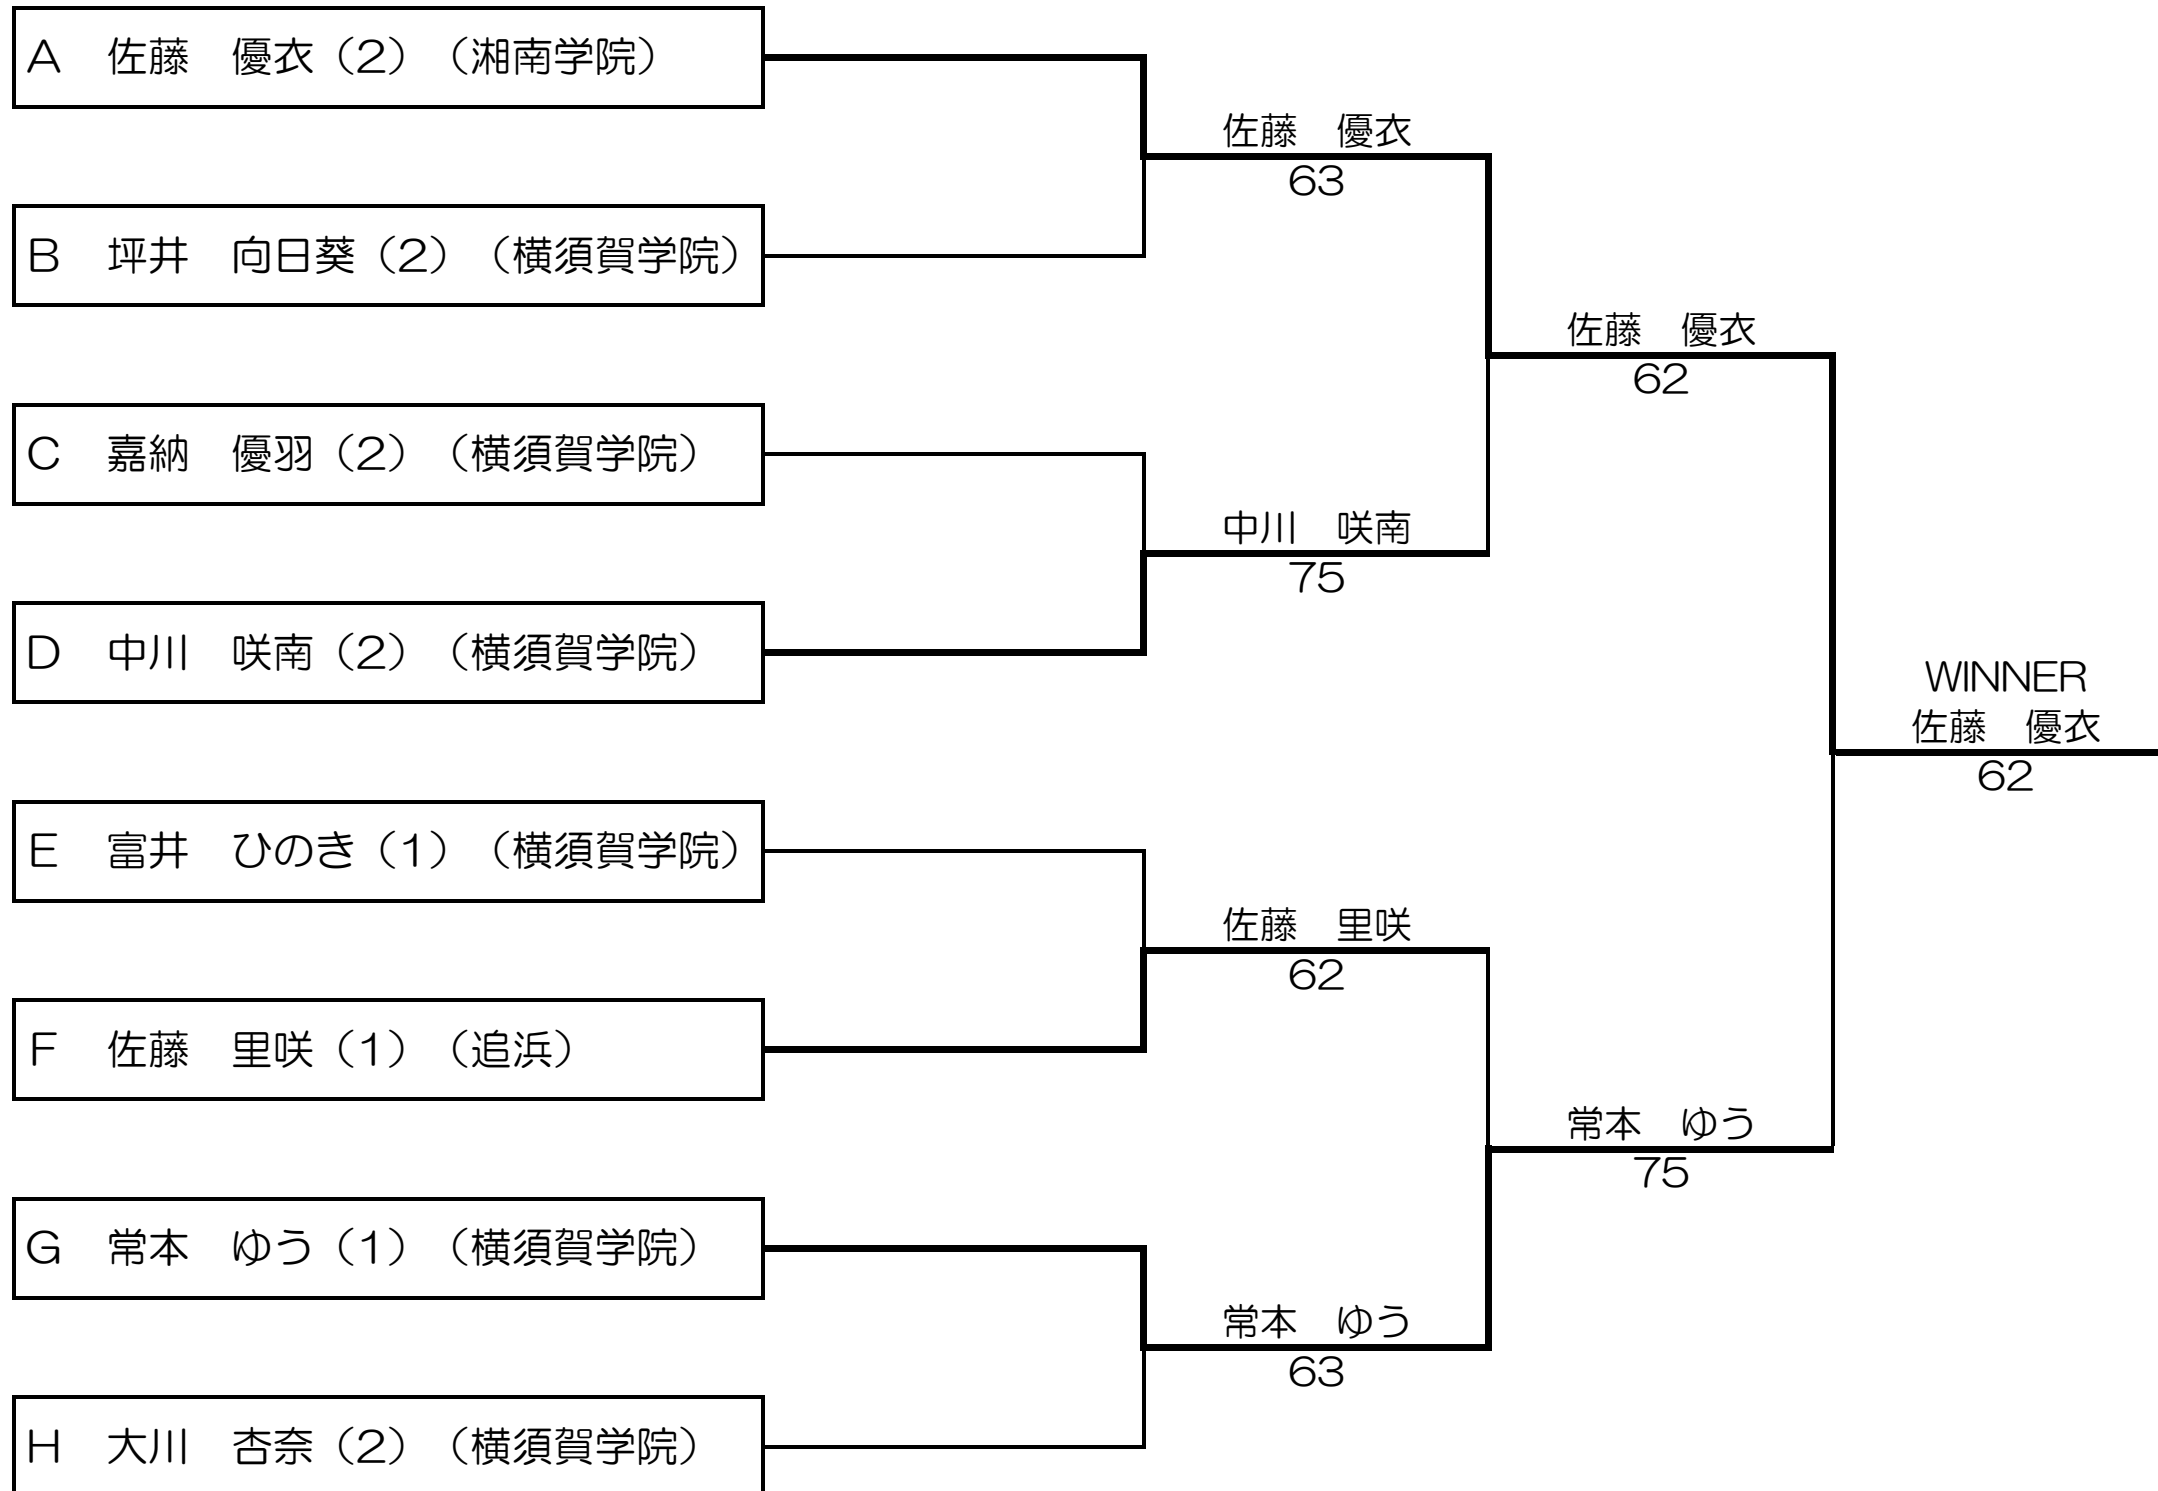 A 佐藤　優衣（2）（湘南学院）
佐藤　優衣
63
B 坪井　向日葵（2）（横須賀学院）
佐藤　優衣
62
C 嘉納　優羽（2）（横須賀学院）
中川　咲南
75
D 中川　咲南（2）（横須賀学院）
WINNER
佐藤　優衣
62
E 富井　ひのき（1）（横須賀学院）
佐藤　里咲
62
F 佐藤　里咲（1）（追浜）
常本　ゆう
75
G 常本　ゆう（1）（横須賀学院）
常本　ゆう
63
H 大川　杏奈（2）（横須賀学院）